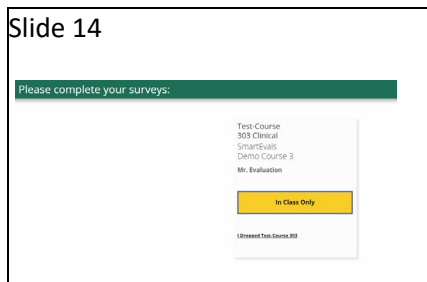 Slide 14
Please complete your surveys:
Test-Course
303 Clinical
SmartEvals
Demo Course 3
Mr. Evaluation
In Class Only
I Dropped Test-Course 303